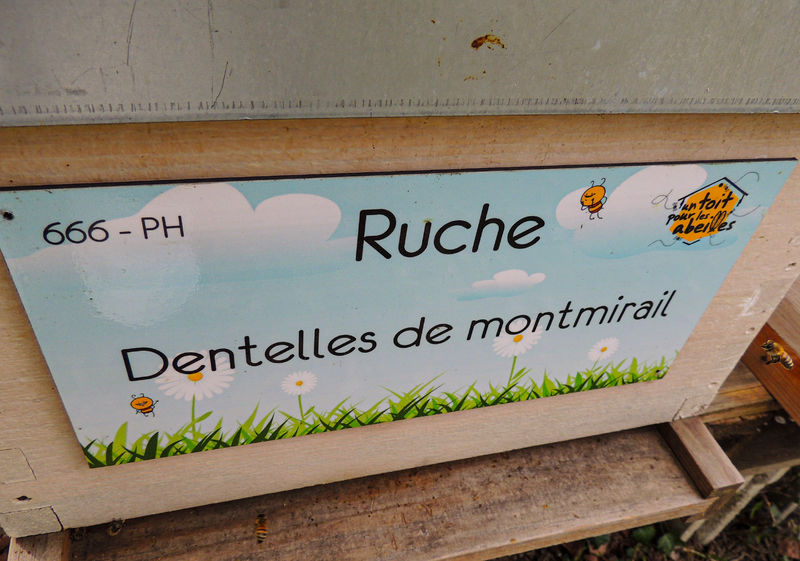 666 - PH
Ruche
Un toit
pour les
abeilles
Dentelles de montmirail